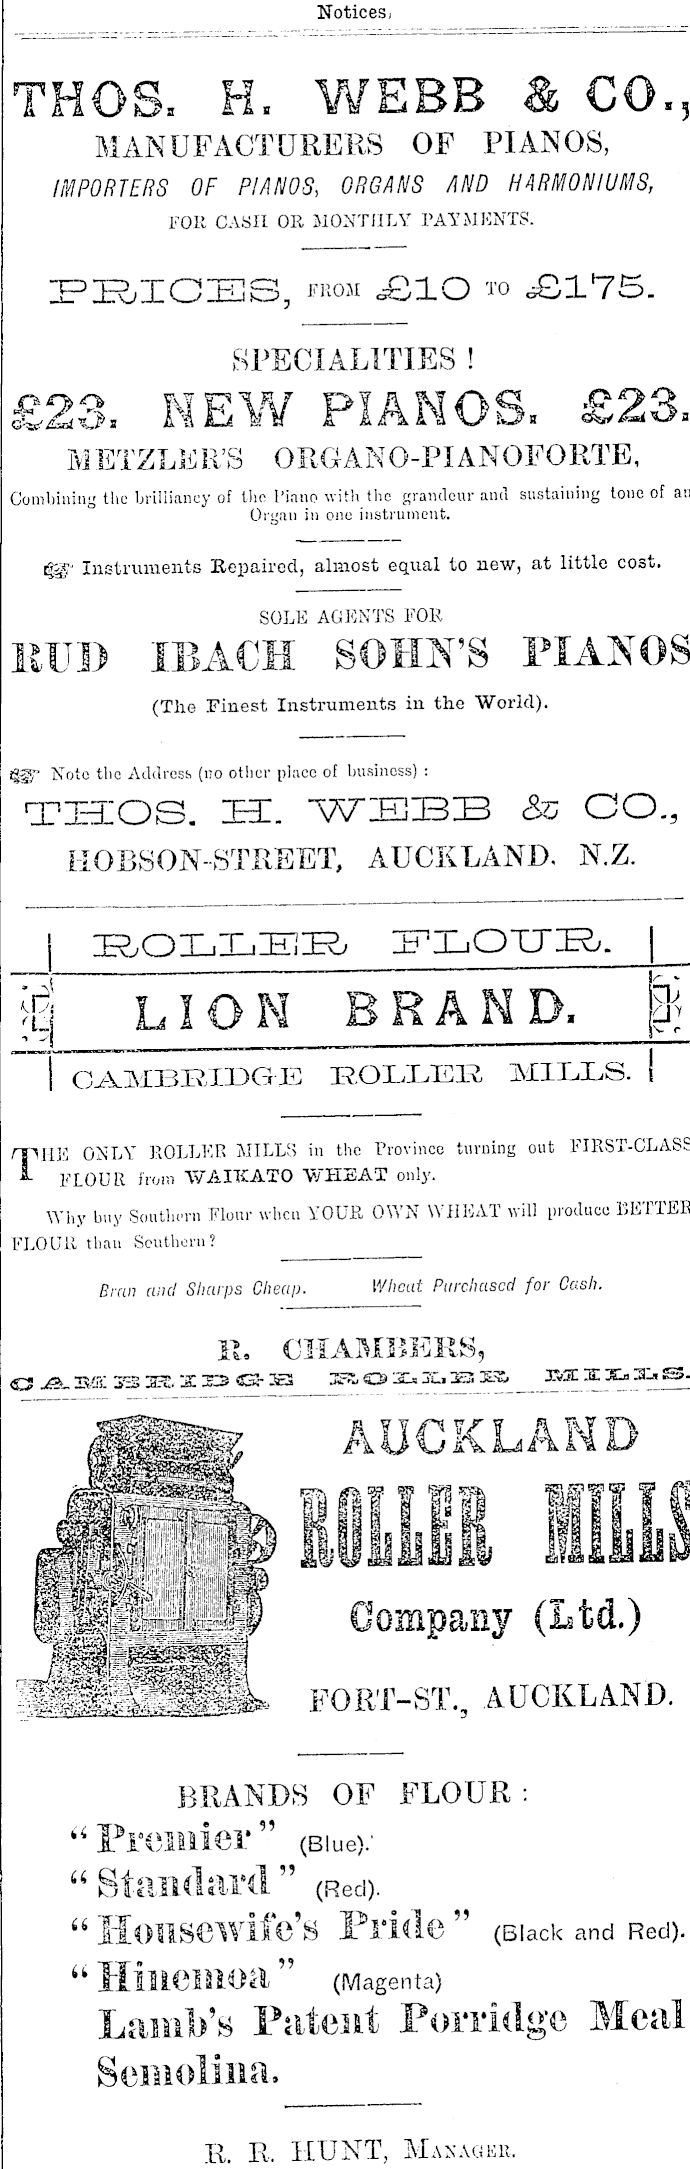 Notices.
THOS. H. WEBB & CO.,
MANUFACTURERS OF PIANOS,
IMPORTERS OF PIANOS, ORGANS AND HARMONIUMS,
FOR CASH OR MONTHLY PAYMENTS.
PRICES, FROM £10 TO £175.
SPECIALITIES !
£23. NEW PIANOS. £23.
METZLER'S ORGANO-PIANOFORTE,
Combining the brilliancy of the Piano with the grandeur and sustaining tone of an
Organ in one instrument.
☞ Instruments Repaired, almost equal to new, at little cost.
SOLE AGENTS FOR
RUD IBACH SOHN'S PIANOS
(The Finest Instruments in the World).
☞ Note the Address (no other place of business) :
THOS. H. WEBB & CO.,
HOBSON-STREET, AUCKLAND. N.Z.
ROLLER FLOUR.
LION BRAND.
CAMBRIDGE ROLLER MILLS.
THE ONLY ROLLER MILLS in the Province turning out FIRST-CLASS
FLOUR from WAIKATO WHEAT only.
Why buy Southern Flour when YOUR OWN WHEAT will produce BETTER
FLOUR than Southern?
Bran and Sharps Cheap. Wheat Purchased for Cash.
R. CHAMBERS,
CAMBRIDGE ROLLER MILLS.
AUCKLAND
ROLLER MILLS
Company (Ltd.)
FORT-ST., AUCKLAND.
BRANDS OF FLOUR :
"Premier" (Blue).
"Standard" (Red).
"Housewife's Pride" (Black and Red).
"Hinemoa" (Magenta)
Lamb's Patent Porridge Meal
Semolina.
R. R. HUNT, MANAGER.